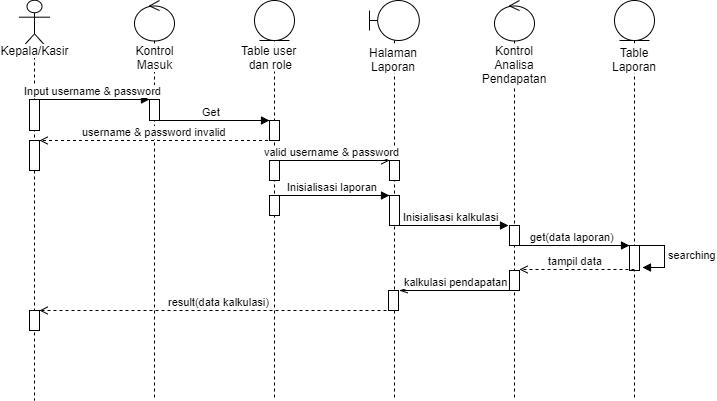 Kepala/Kasir
Kontrol
Masuk
Table user
dan role
Halaman
Laporan
Kontrol
Analisa
Pendapatan
Table
Laporan
Input username & password
Get
username & password invalid
valid username & password
Inisialisasi laporan
Inisialisasi kalkulasi
get(data laporan)
searching
tampil data
kalkulasi pendapatan
result(data kalkulasi)